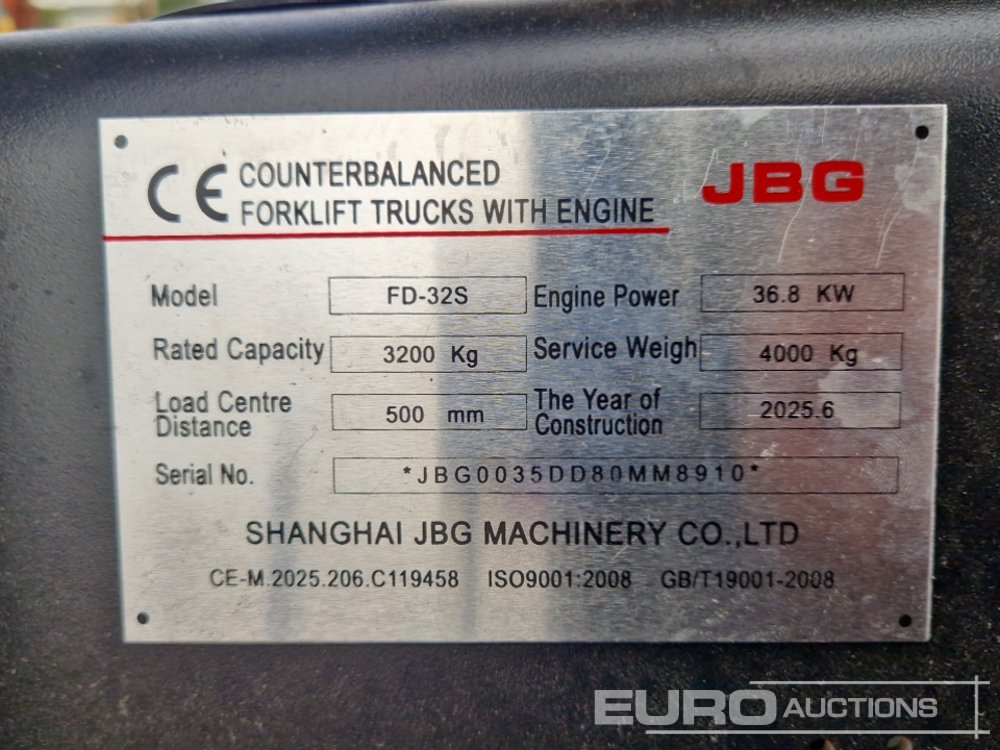 CE COUNTERBALANCED
FORKLIFT TRUCKS WITH ENGINE
JBG
Model FD-32S Engine Power 36.8 KW
Rated Capacity 3200 Kg Service Weigh 4000 Kg
Load Centre Distance 500 mm The Year of Construction 2025.6
Serial No. *JBG0035DD80MM8910*
SHANGHAI JBG MACHINERY CO.,LTD
CE-M.2025.206.C119458 ISO9001:2008 GB/T19001-2008
EURO AUCTIONS